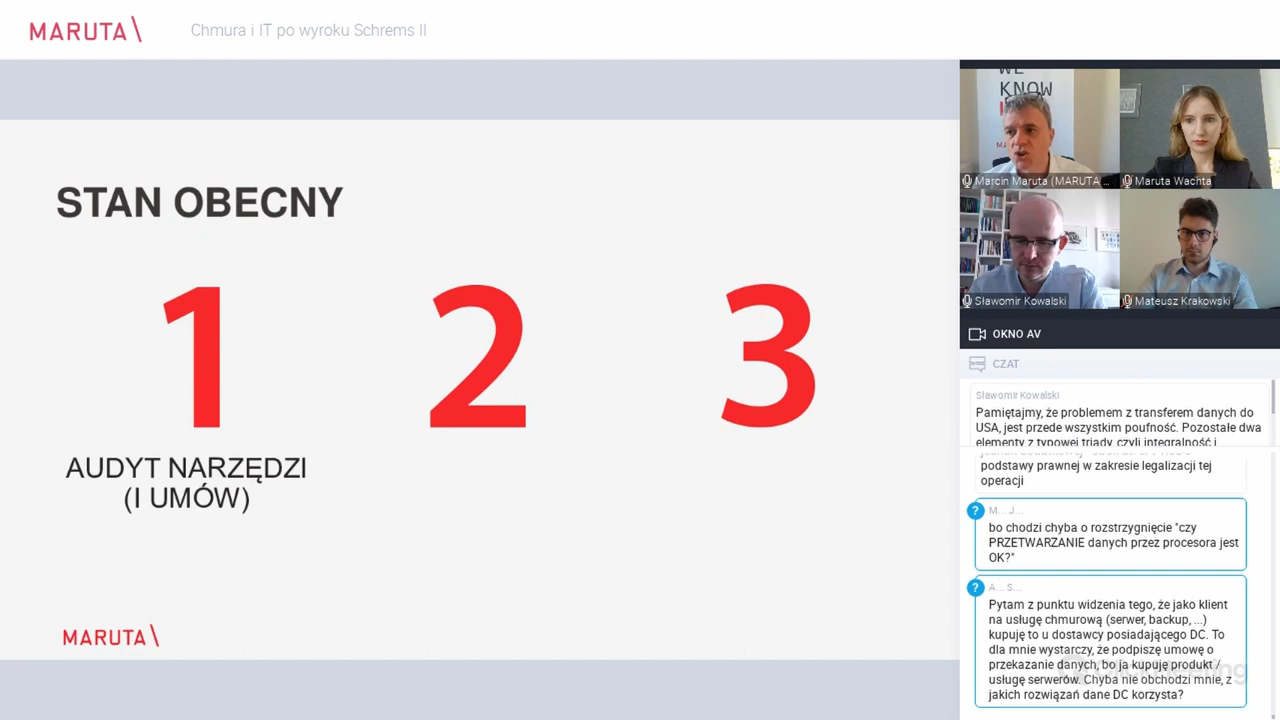 MARUTA\
Chmura i IT po wyroku Schrems II
STAN OBECNY
1 2 3
AUDYT NARZĘDZI
(I UMÓW)
MARUTA\
WE
KNOW
Marcin Maruta (MARUTA ...
Maruta Wachta
Sławomir Kowalski
Mateusz Krakowski
OKNO AV
CZAT
Sławomir Kowalski
Pamiętajmy, że problemem z transferem danych do
USA, jest przede wszystkim poufność. Pozostałe dwa
elementy z typowej triady, czyli integralność i
podstawy prawnej w zakresie legalizacji tej
operacji
?
M... J...
bo chodzi chyba o rozstrzygnięcie "czy
PRZETWARZANIE danych przez procesora jest
OK?"
?
A... S...
Pytam z punktu widzenia tego, że jako klient
na usługę chmurową (serwer, backup, ...)
kupuję to u dostawcy posiadającego DC. To
dla mnie wystarczy, że podpiszę umowę o
przekazanie danych, bo ja kupuję produkt /
usługę serwerów. Chyba nie obchodzi mnie, z
jakich rozwiązań dane DC korzysta?